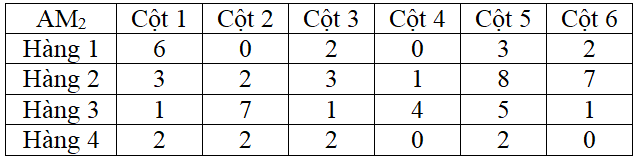 AM2 Cột 1 Cột 2 Cột 3 Cột 4 Cột 5 Cột 6
Hàng 1 6 0 2 0 3 2
Hàng 2 3 2 3 1 8 7
Hàng 3 1 7 1 4 5 1
Hàng 4 2 2 2 0 2 0